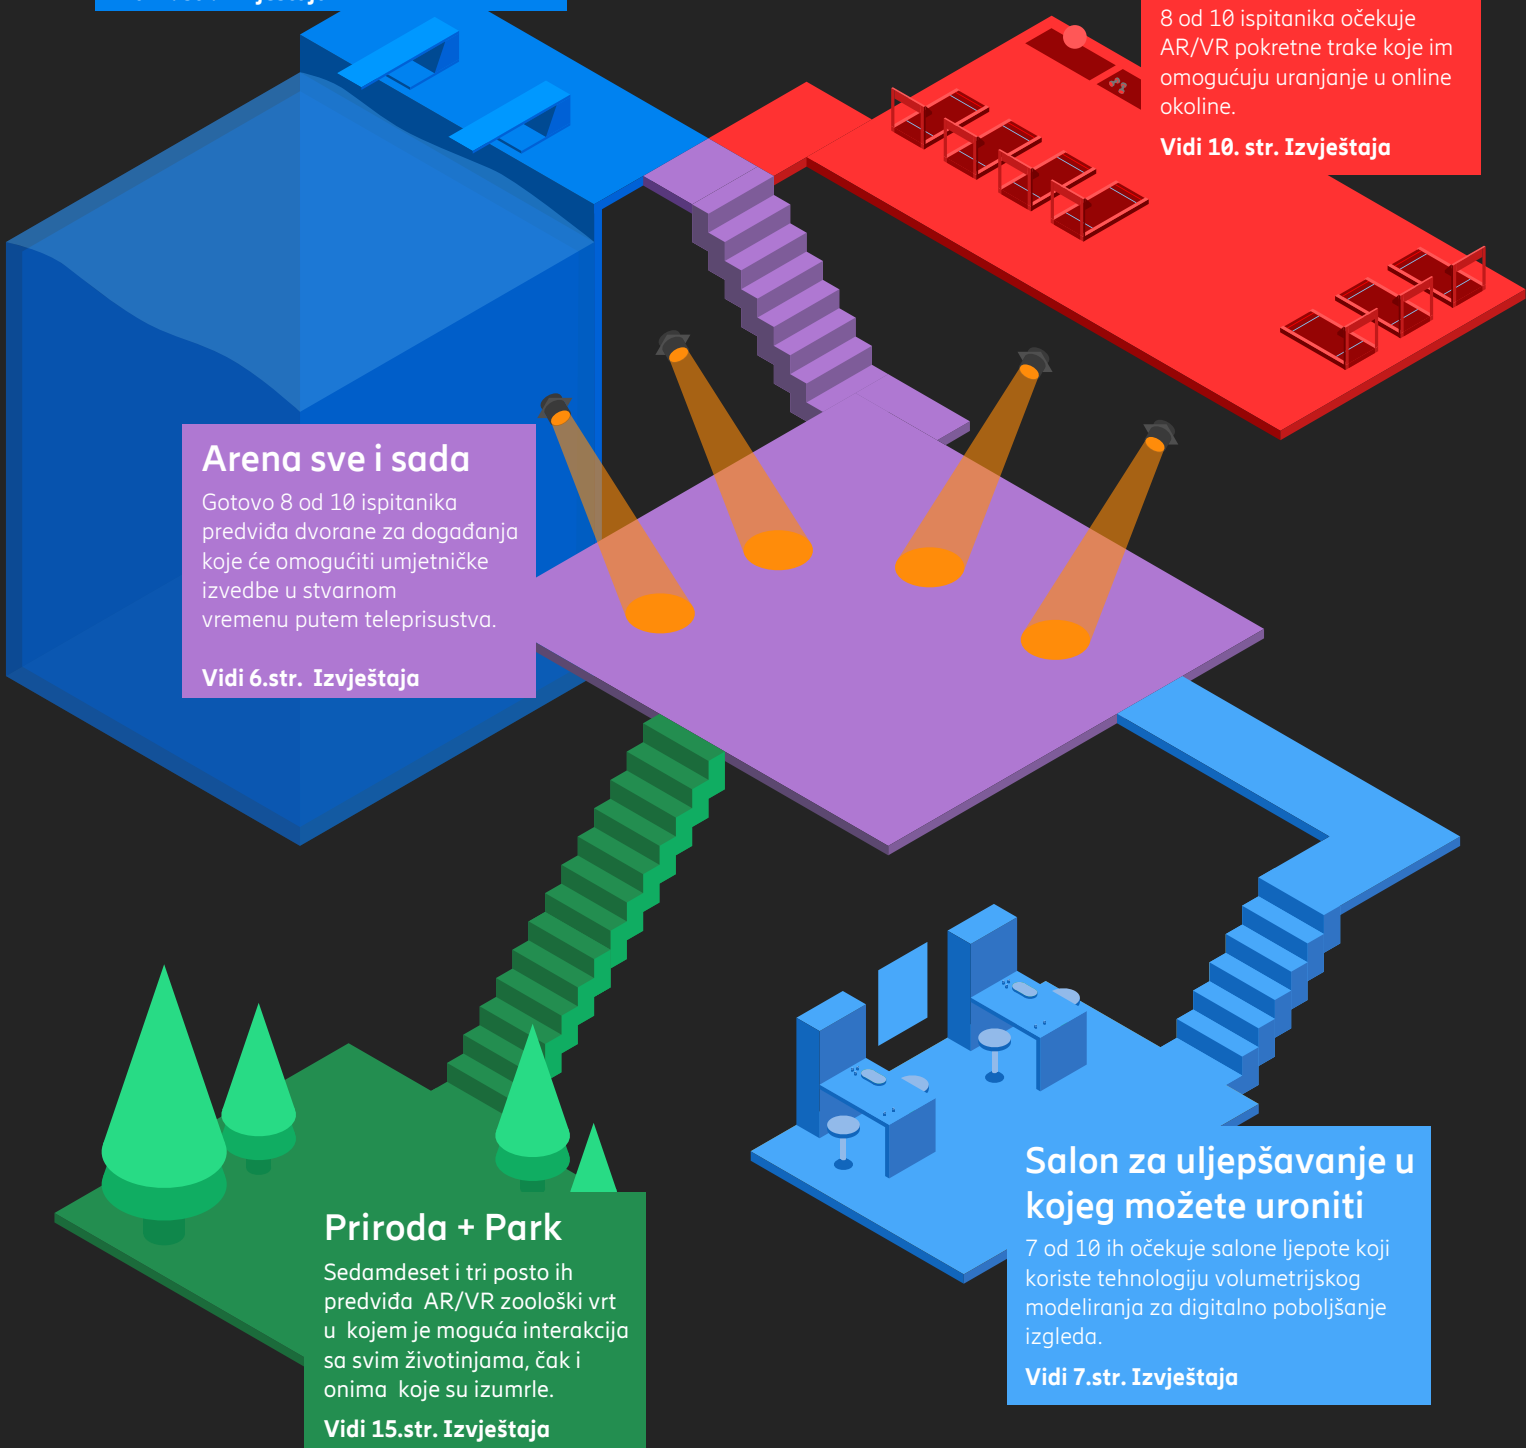 8 od 10 ispitanika očekuje
AR/VR pokretne trake koje im
omogućuju uranjanje u online
okoline.
Vidi 10. str. Izvještaja
Arena sve i sada
Gotovo 8 od 10 ispitanika
predviđa dvorane za događanja
koje će omogućiti umjetničke
izvedbe u stvarnom
vremenu putem teleprisustva.
Vidi 6.str. Izvještaja
Salon za uljepšavanje u
kojeg možete uroniti
7 od 10 ih očekuje salone ljepote koji
koriste tehnologiju volumetrijskog
modeliranja za digitalno poboljšanje
izgleda.
Vidi 7.str. Izvještaja
Priroda + Park
Sedamdeset i tri posto ih
predviđa AR/VR zoološki vrt
u kojem je moguća interakcija
sa svim životinjama, čak i
onima koje su izumrle.
Vidi 15.str. Izvještaja